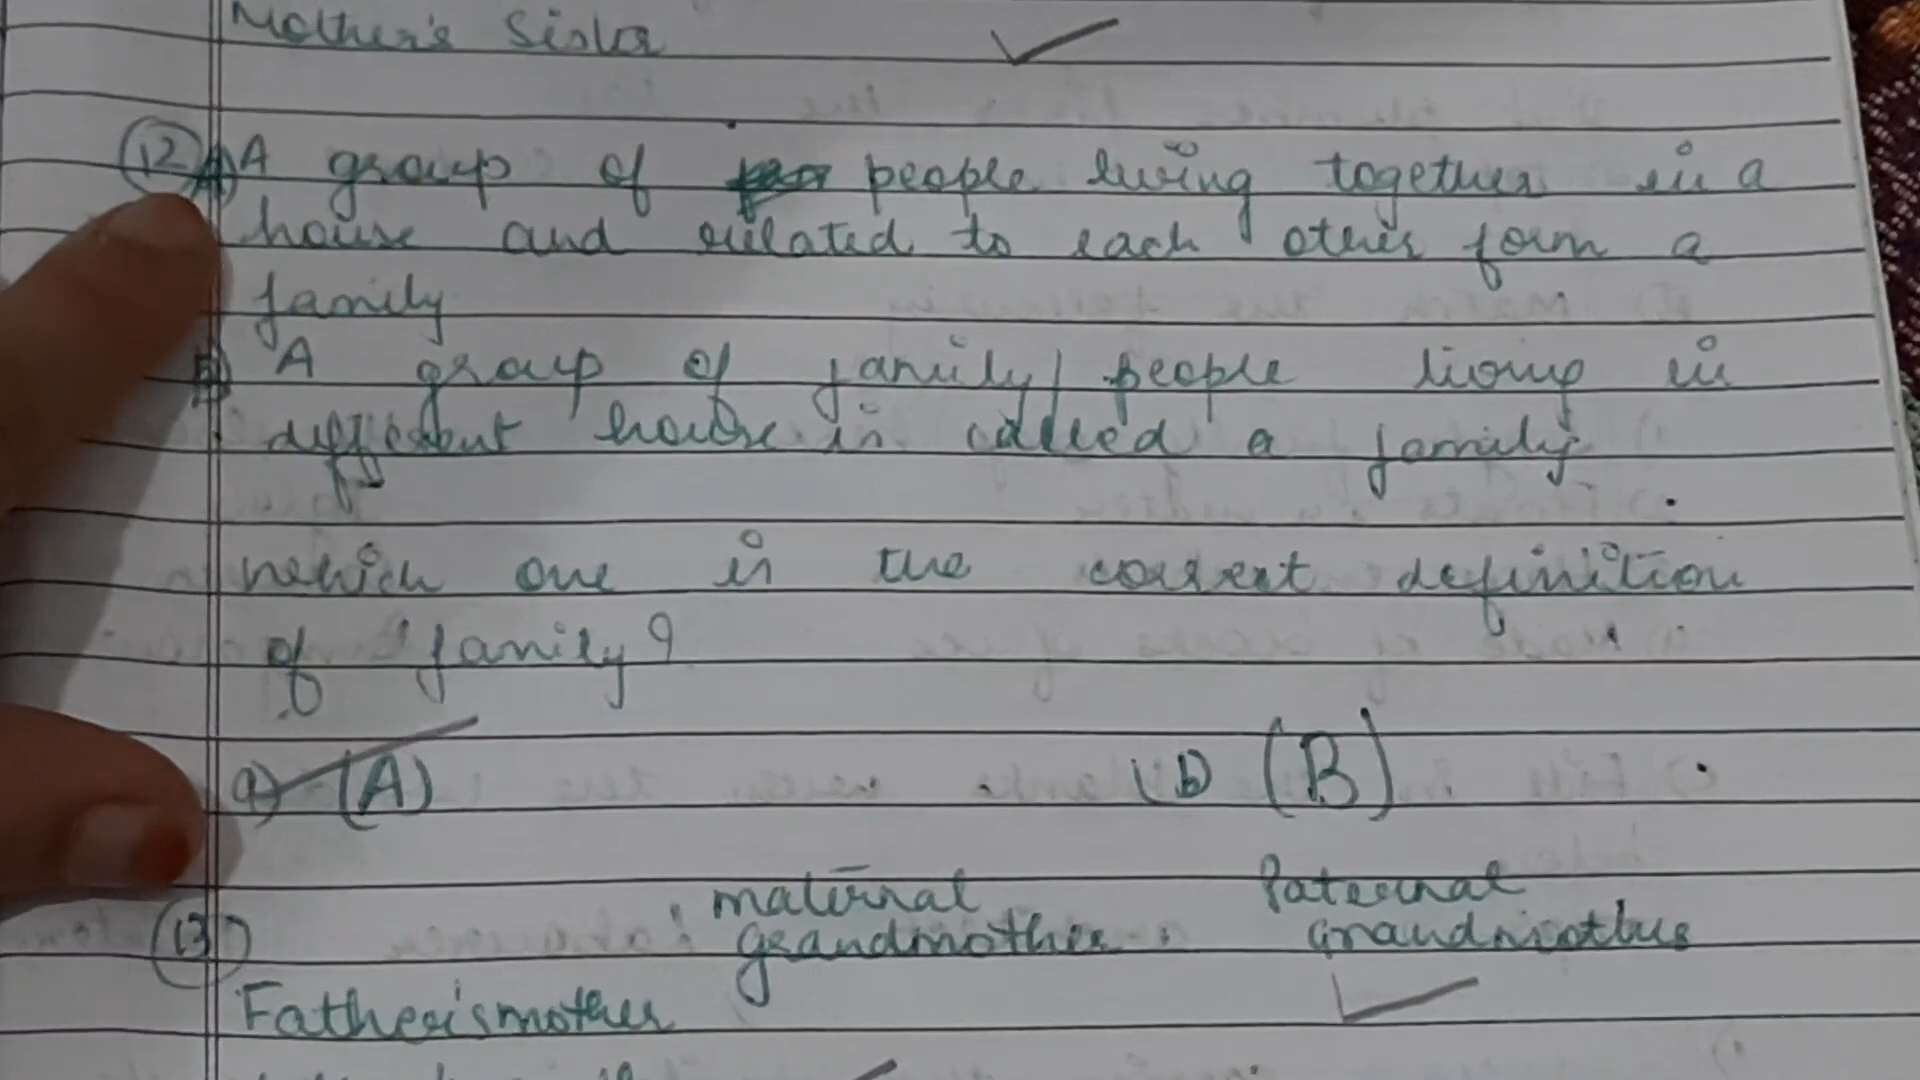 Mother's Sister
(12) A) A group of people living together in a
house and related to each other form a
family
B) A group of family/people living in
different house is called a family.
which one is the correct definition
of family?
a) (A) (b) (B)
maternal Paternal
(13) grandmother. Grandmother
Father's mother